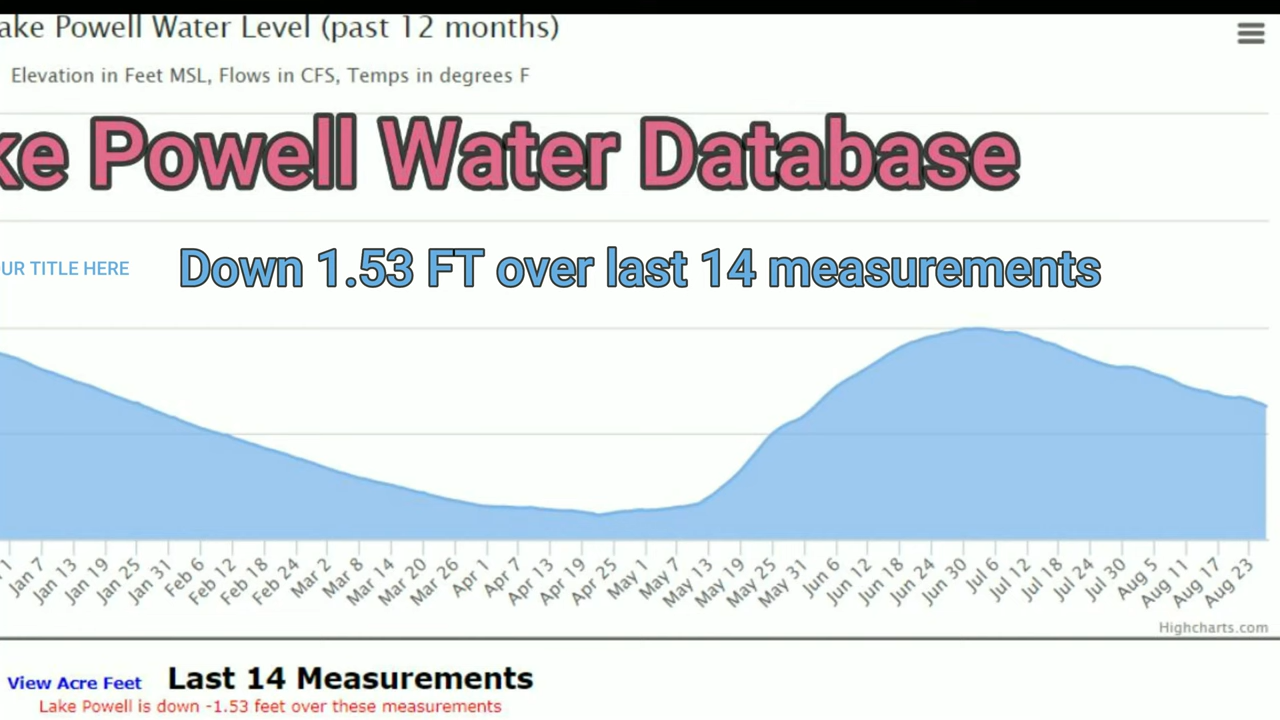 ake Powell Water Level (past 12 months)
Elevation in Feet MSL, Flows in CFS, Temps in degrees F
ke Powell Water Database
UR TITLE HERE
Down 1.53 FT over last 14 measurements
1 Jan 7 Jan 13 Jan 19 Jan 25 Jan 31 Feb 6 Feb 12 Feb 18 Feb 24 Mar 2 Mar 8 Mar 14 Mar 20 Mar 26 Apr 1 Apr 7 Apr 13 Apr 19 Apr 25 May 1 May 7 May 13 May 19 May 25 May 31 Jun 6 Jun 12 Jun 18 Jun 24 Jun 30 Jul 6 Jul 12 Jul 18 Jul 24 Jul 30 Aug 5 Aug 11 Aug 17 Aug 23
Highcharts.com
View Acre Feet Last 14 Measurements
Lake Powell is down -1.53 feet over these measurements